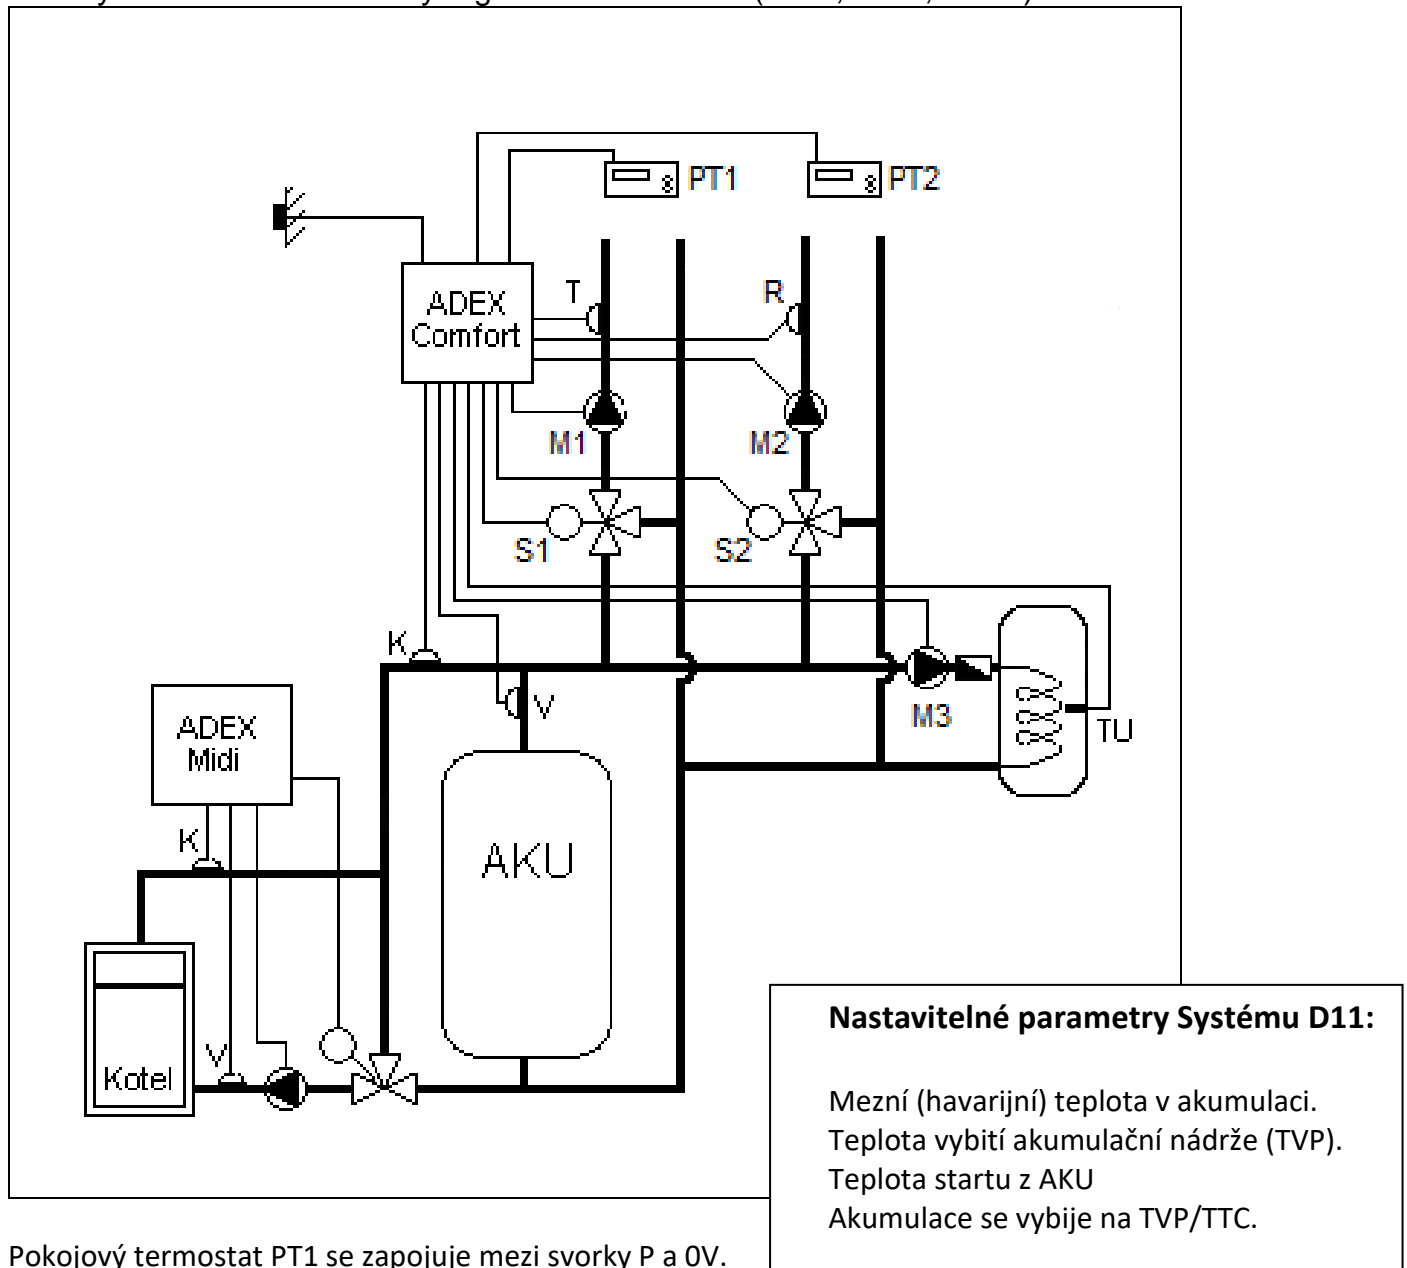 PT1
PT2
ADEX
Comfort
T
R
M1
M2
S1
S2
K
V
M3
TU
ADEX
Midi
K
AKU
V
Kotel
Nastavitelné parametry Systému D11:
Mezní (havarijní) teplota v akumulaci.
Teplota vybití akumulační nádrže (TVP).
Teplota startu z AKU
Akumulace se vybije na TVP/TTC.
Pokojový termostat PT1 se zapojuje mezi svorky P a 0V.